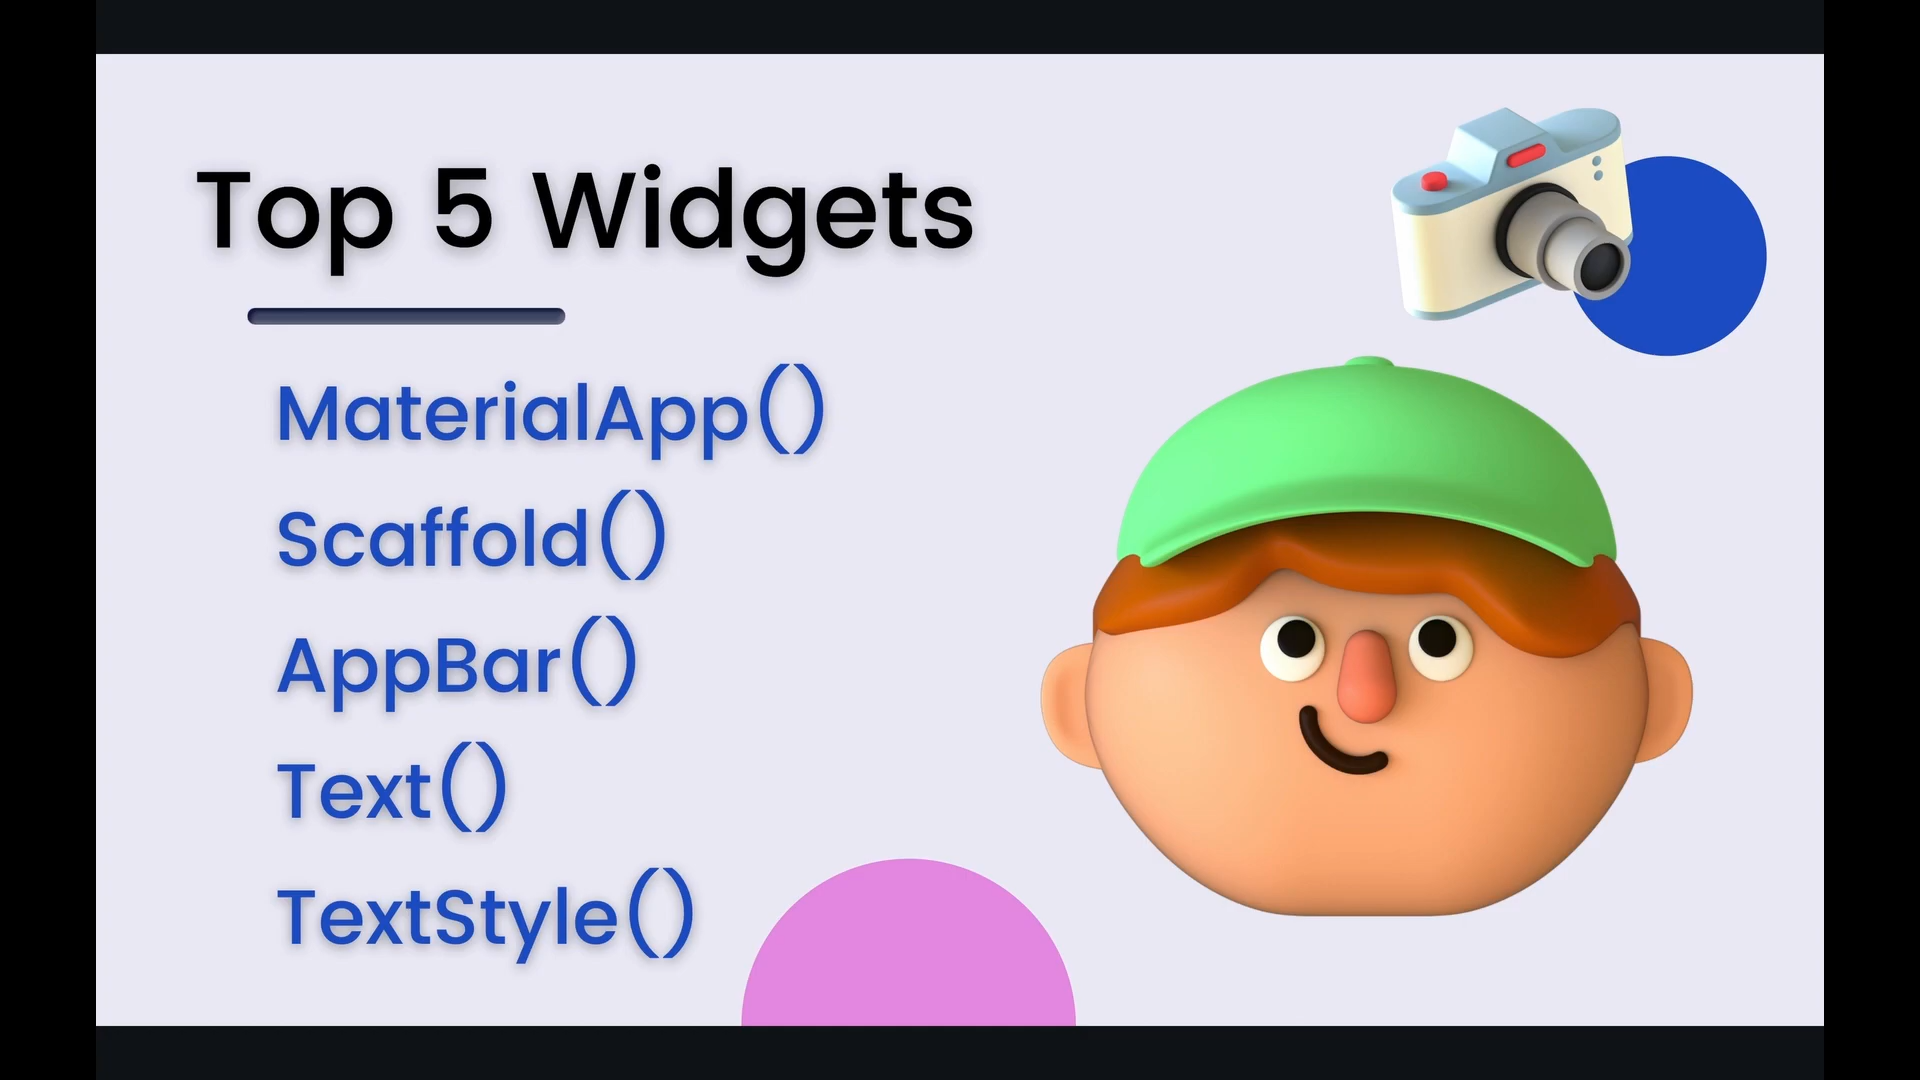 Top 5 Widgets
MaterialApp()
Scaffold()
AppBar()
Text()
TextStyle()